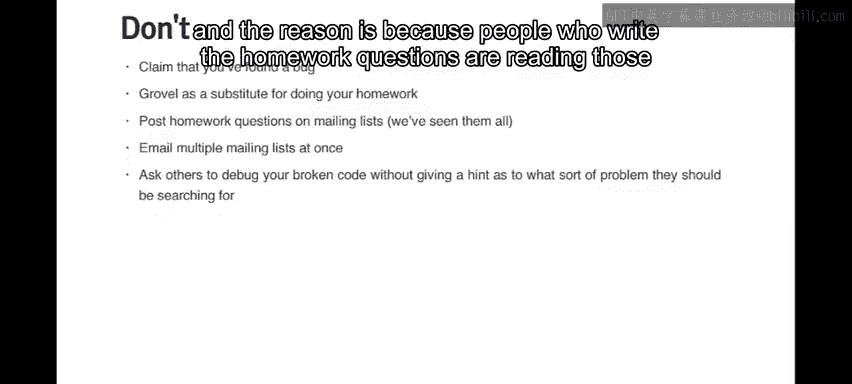 Don't
and the reason is because people who write
the homework questions are reading those
· Claim that you've found a bug
· Grovel as a substitute for doing your homework
· Post homework questions on mailing lists (we've seen them all)
· Email multiple mailing lists at once
· Ask others to debug your broken code without giving a hint as to what sort of problem they should
be searching for